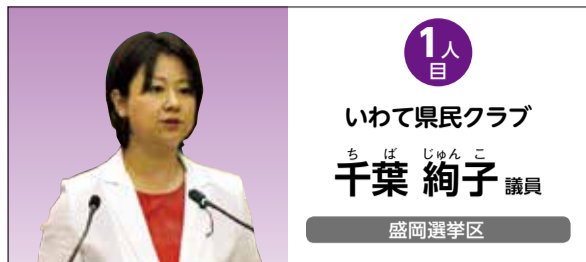 1人目
いわて県民クラブ
ちば じゅんこ
千葉 絢子 議員
盛岡選挙区